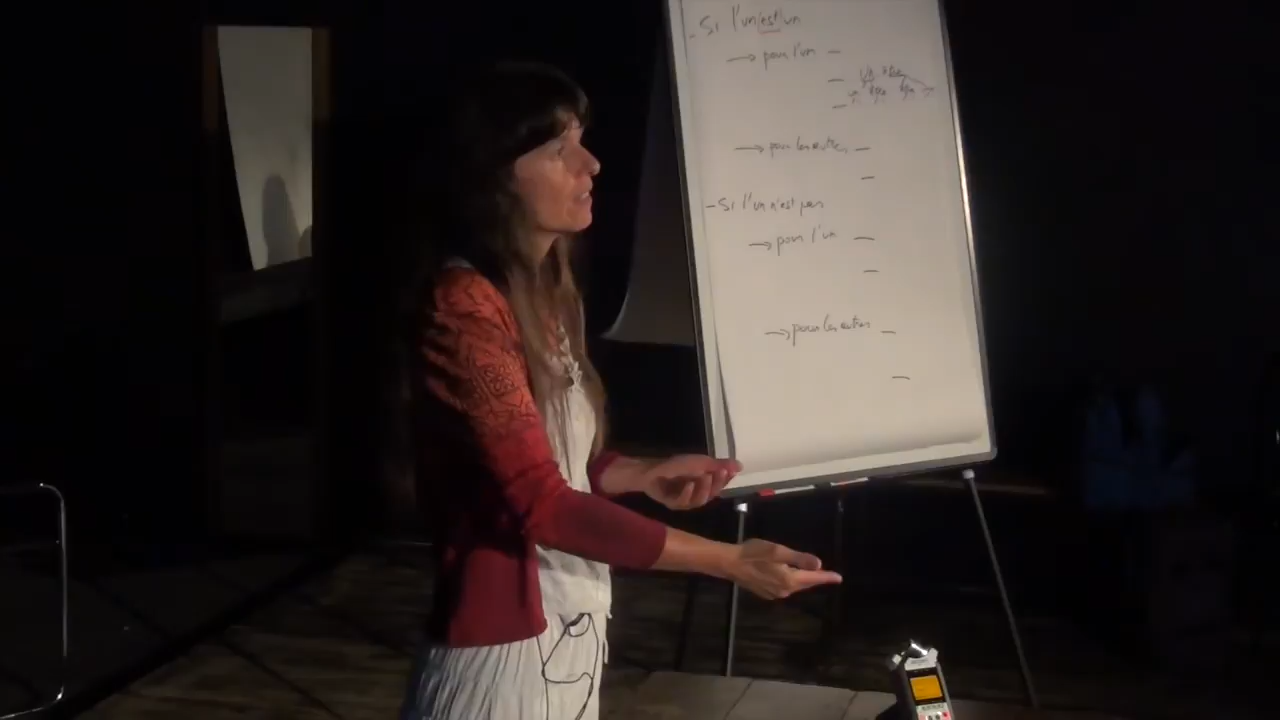 - Si l'un est un
→ pour l'un -
-
-
→ pour les autres -
-
- Si l'un n'est pas
→ pour l'un -
-
→ pour les autres -
-